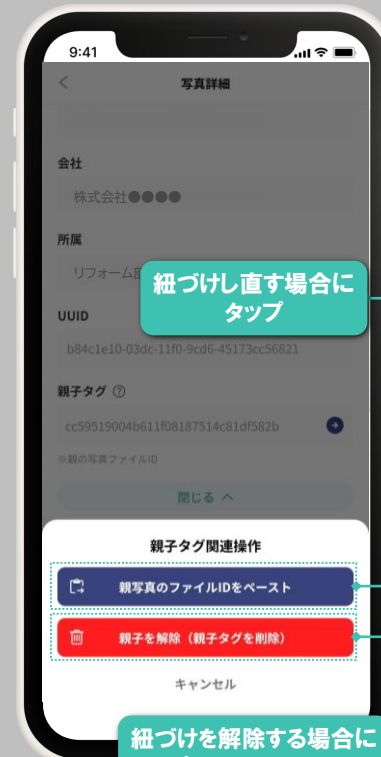 9:41
写真詳細
会社
株式会社●●●●
所属
リフォーム部
紐づけし直す場合に
タップ
UUID
b84c1e10-03dc-11f0-9cd6-45173cc56821
親子タグ ?
cc59519004b611f08187514c81df582b
※親の写真ファイルID
閉じる
親子タグ関連操作
親写真のファイルIDをペースト
親子を解除（親子タグを削除）
キャンセル
紐づけを解除する場合に